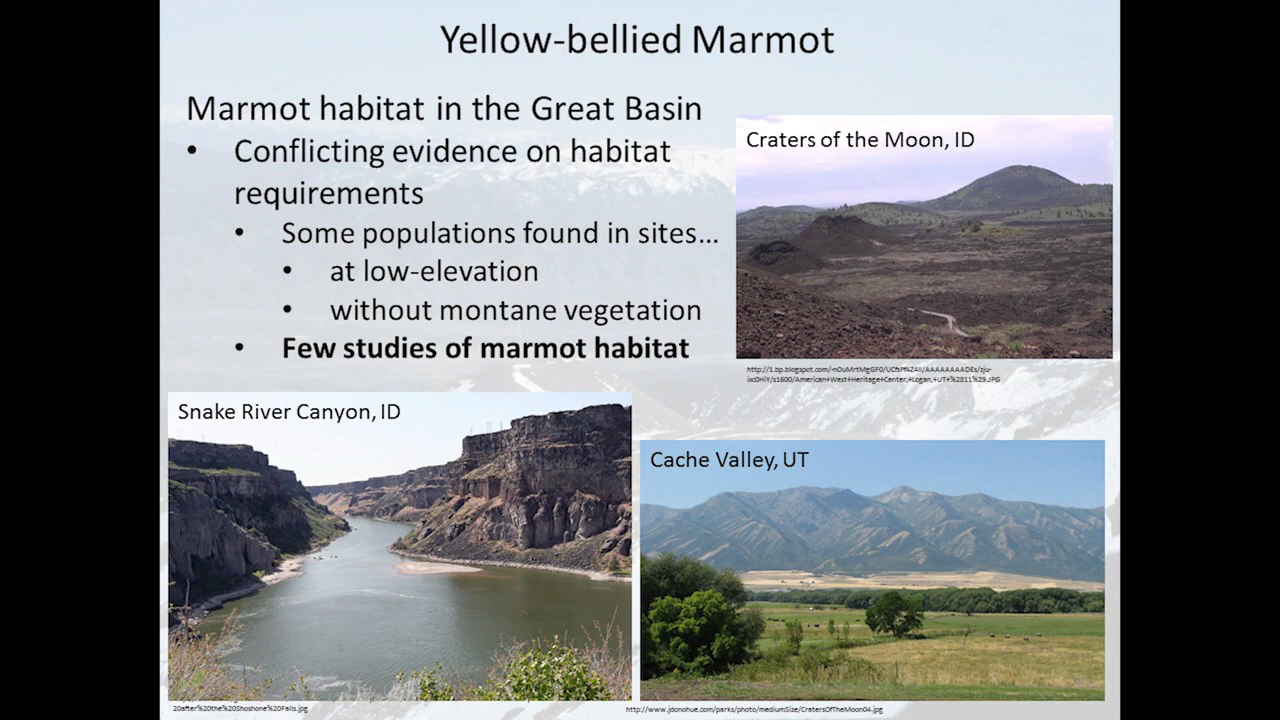 Yellow-bellied Marmot
Marmot habitat in the Great Basin
• Conflicting evidence on habitat
requirements
• Some populations found in sites…
• at low-elevation
• without montane vegetation
• Few studies of marmot habitat
Craters of the Moon, ID
Snake River Canyon, ID
Cache Valley, UT
20after%20the%20Shoshone%20Falls.jpg
http://www.jdonohue.com/parks/photo/mediumSize/CratersOfTheMoon04.jpg